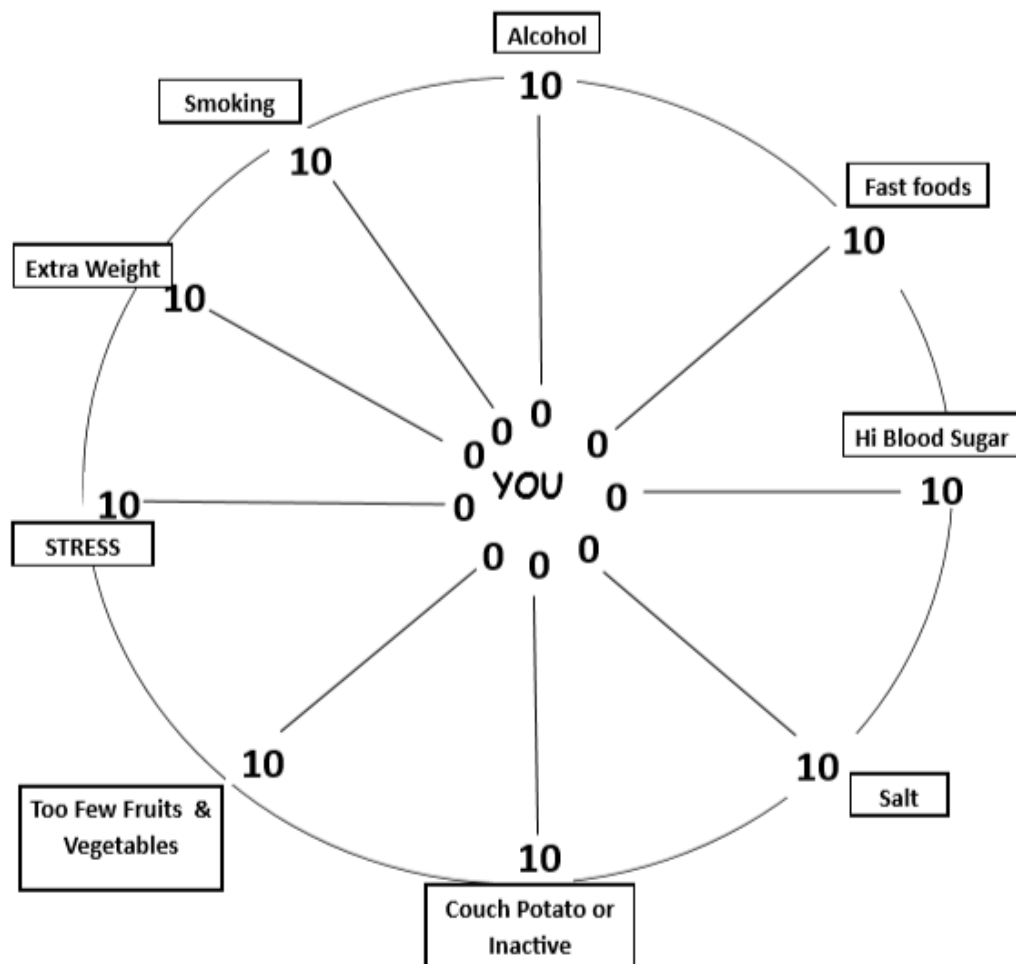 Alcohol
10
Smoking
10
Fast foods
10
Extra Weight
10
0
0
0
0
Hi Blood Sugar
YOU
10
0
0
10
STRESS
0
0
0
10
10
Too Few Fruits &
Vegetables
Salt
10
Couch Potato or
Inactive